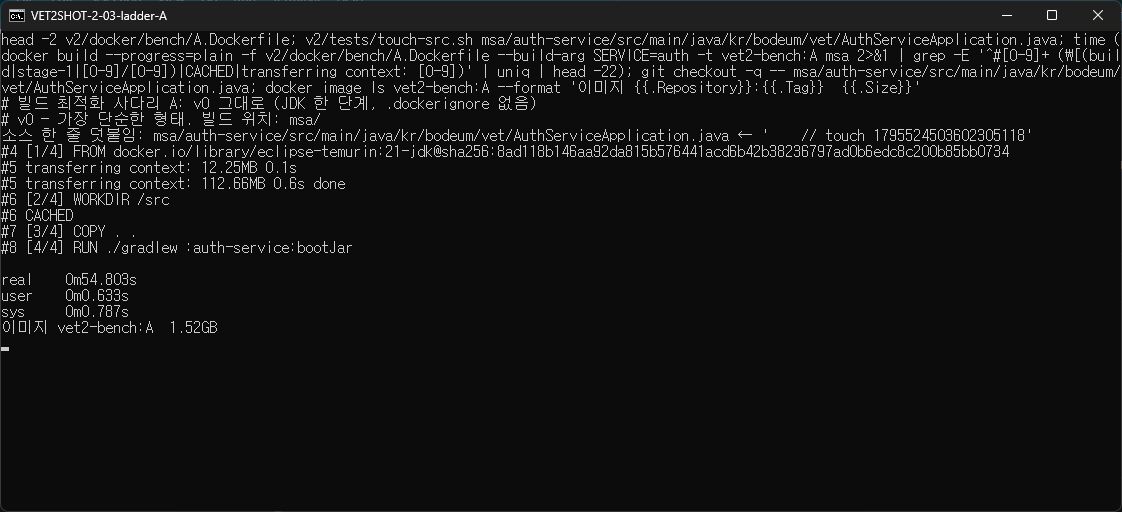 VET2SHOT-2-03-ladder-A
head -2 v2/docker/bench/A.Dockerfile; v2/tests/touch-src.sh msa/auth-service/src/main/java/kr/bodeum/vet/AuthServiceApplication.java; time (
docker build --progress=plain -f v2/docker/bench/A.Dockerfile --build-arg SERVICE=auth -t vet2-bench:A msa 2>&1 | grep -E '^#[0-9]+ (₩[(buil
d|stage-1|[0-9]/[0-9])|CACHED|transferring context: [0-9])' | uniq | head -22); git checkout -q -- msa/auth-service/src/main/java/kr/bodeum/
vet/AuthServiceApplication.java; docker image ls vet2-bench:A --format '이미지 {{.Repository}}:{{.Tag}}  {{.Size}}'
# 빌드 최적화 사다리 A: v0 그대로 (JDK 한 단계, .dockerignore 없음)
# v0 - 가장 단순한 형태. 빌드 위치: msa/
소스 한 줄 덧붙임: msa/auth-service/src/main/java/kr/bodeum/vet/AuthServiceApplication.java ← '    // touch 1795524503602305118'
#4 [1/4] FROM docker.io/library/eclipse-temurin:21-jdk@sha256:8ad118b146aa92da815b576441acd6b42b38236797ad0b6edc8c200b85bb0734
#5 transferring context: 12.25MB 0.1s
#5 transferring context: 112.66MB 0.6s done
#6 [2/4] WORKDIR /src
#6 CACHED
#7 [3/4] COPY . .
#8 [4/4] RUN ./gradlew :auth-service:bootJar
real    0m54.803s
user    0m0.633s
sys     0m0.787s
이미지 vet2-bench:A  1.52GB